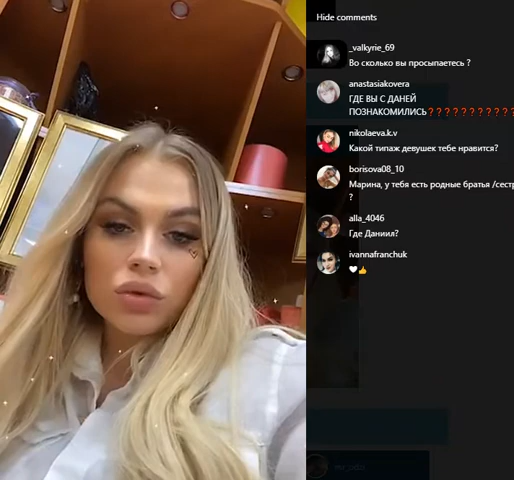 Hide comments
_valkyrie_69
Во сколько вы просыпаетесь ?
anastasiakovera
ГДЕ ВЫ С ДАНЕЙ
ПОЗНАКОМИЛИСЬ❓❓❓❓❓❓❓❓❓❓❓
nikolaeva.k.v
Какой типаж девушек тебе нравится?
borisova08_10
Марина, у тебя есть родные братья /сестр
?
alla_4046
Где Даниил?
ivannafranchuk
🤍👍